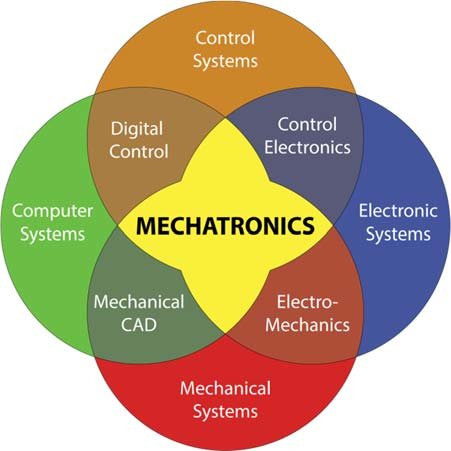 Control
Systems
Digital
Control
Control
Electronics
Computer
Systems
MECHATRONICS
Electronic
Systems
Mechanical
CAD
Electro-
Mechanics
Mechanical
Systems